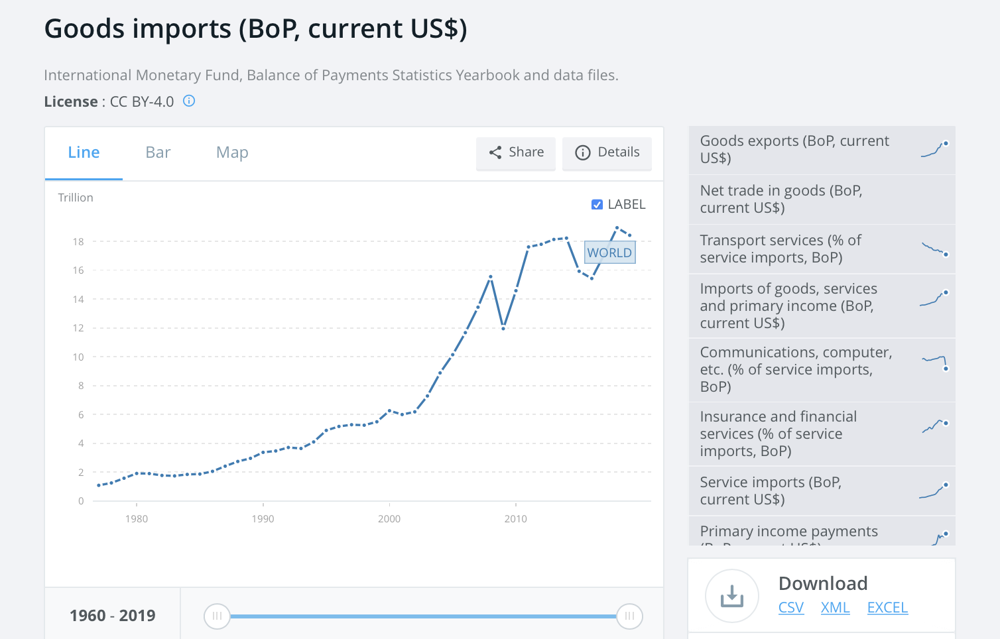 Goods imports (BoP, current US$)
International Monetary Fund, Balance of Payments Statistics Yearbook and data files.
License : CC BY-4.0
Line
Bar
Map
Share
Details
Trillion
LABEL
18
16
14
12
10
8
6
4
2
0
WORLD
1980
1990
2000
2010
1960 - 2019
Goods exports (BoP, current
US$)
Net trade in goods (BoP,
current US$)
Transport services (% of
service imports, BoP)
Imports of goods, services
and primary income (BoP,
current US$)
Communications, computer,
etc. (% of service imports,
BoP)
Insurance and financial
services (% of service
imports, BoP)
Service imports (BoP,
current US$)
Primary income payments
(BoP, current US$)
Download
CSV XML EXCEL